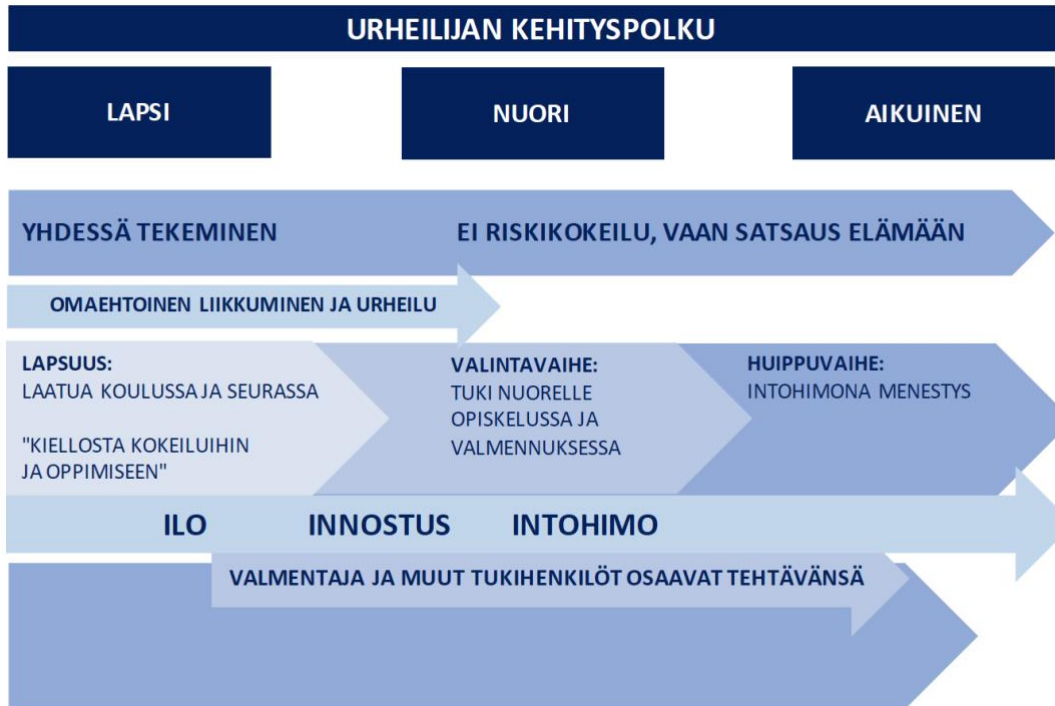 URHEILIJAN KEHITYSPOLKU
LAPSI
NUORI
AIKUINEN
YHDESSÄ TEKEMINEN
EI RISKIKOKEILU, VAAN SATSAUS ELÄMÄÄN
OMAEHTOINEN LIIKKUMINEN JA URHEILU
LAPSUUS:
LAATUA KOULUSSA JA SEURASSA
"KIELLOSTA KOKEILUIHIN
JA OPPIMISEEN"
VALINTAVAIHE:
TUKI NUORELLE
OPISKELUSSA JA
VALMENNUKSESSA
HUIPPUVAIHE:
INTOHIMONA MENESTYS
ILO INNOSTUS INTOHIMO
VALMENTAJA JA MUUT TUKIHENKILÖT OSAAVAT TEHTÄVÄNSÄ